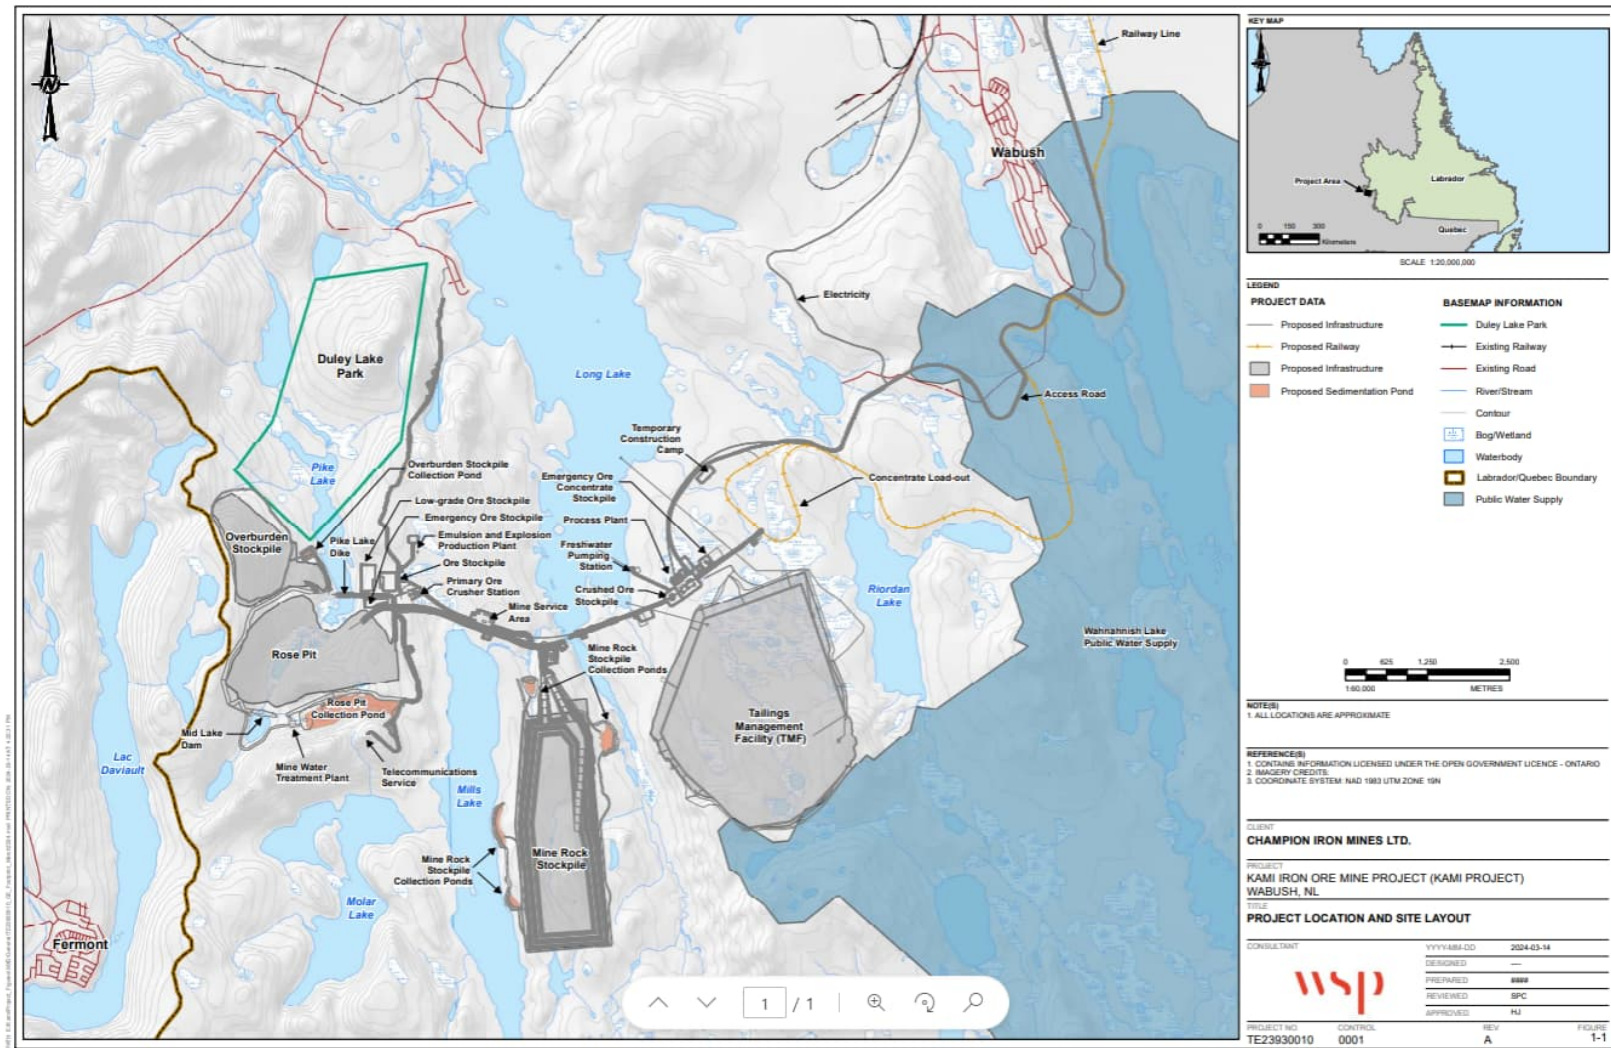 Railway Line
Wabush
Electricity
Long Lake
Duley Lake
Park
Access Road
Temporary
Construction
Camp
Pike
Lake
Overburden Stockpile
Collection Pond
Emergency Ore
Concentrate
Stockpile
Concentrate Load-out
Low-grade Ore Stockpile
Emergency Ore Stockpile
Process Plant
Overburden
Stockpile
Pike Lake
Dike
Emulsion and Explosion
Production Plant
Freshwater
Pumping
Station
Ore Stockpile
Primary Ore
Crusher Station
Crushed Ore
Stockpile
Riordan
Lake
Mine Service
Area
Wahnahnish Lake
Public Water Supply
Rose Pit
Mine Rock
Stockpile
Collection Ponds
Rose Pit
Collection Pond
Tailings
Management
Facility (TMF)
Mid Lake
Dam
Lac
Daviault
Mine Water
Treatment Plant
Telecommunications
Service
Mills
Lake
Mine Rock
Stockpile
Mine Rock
Stockpile
Collection Ponds
Molar
Lake
Fermont
1 / 1
N
KEY MAP
Project Area
Labrador
Quebec
0 150 300
Kilometers
SCALE 1:20,000,000
LEGEND
PROJECT DATA
Proposed Infrastructure
Proposed Railway
Proposed Infrastructure
Proposed Sedimentation Pond
BASEMAP INFORMATION
Duley Lake Park
Existing Railway
Existing Road
River/Stream
Contour
Bog/Wetland
Waterbody
Labrador/Quebec Boundary
Public Water Supply
0 625 1,250 2,500
1:60,000 METRES
NOTE(S)
1. ALL LOCATIONS ARE APPROXIMATE
REFERENCE(S)
1. CONTAINS INFORMATION LICENSED UNDER THE OPEN GOVERNMENT LICENCE - ONTARIO
2. IMAGERY CREDITS:
3. COORDINATE SYSTEM: NAD 1983 UTM ZONE 19N
CLIENT
CHAMPION IRON MINES LTD.
PROJECT
KAMI IRON ORE MINE PROJECT (KAMI PROJECT)
WABUSH, NL
TITLE
PROJECT LOCATION AND SITE LAYOUT
CONSULTANT
wsp
YYYY-MM-DD 2024-03-14
DESIGNED ---
PREPARED ####
REVIEWED SPC
APPROVED HJ
PROJECT NO. CONTROL REV FIGURE
TE23930010 0001 A 1-1